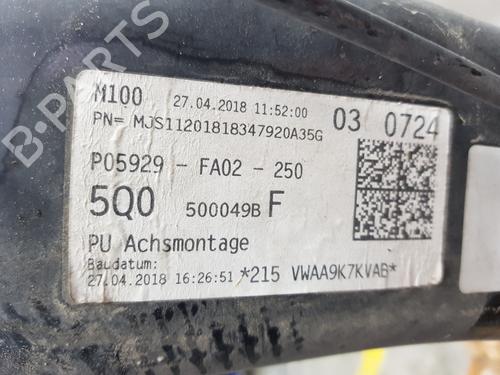 B-PARTS
M100 27.04.2018 11:52:00
PN= MJS11201818347920A35G 03 0724
P05929 - FA02 - 250
5Q0 500049B F
PU Achsmontage
Baudatum:
27.04.2018 16:26:51 *215 VWAA9K7KVAB*